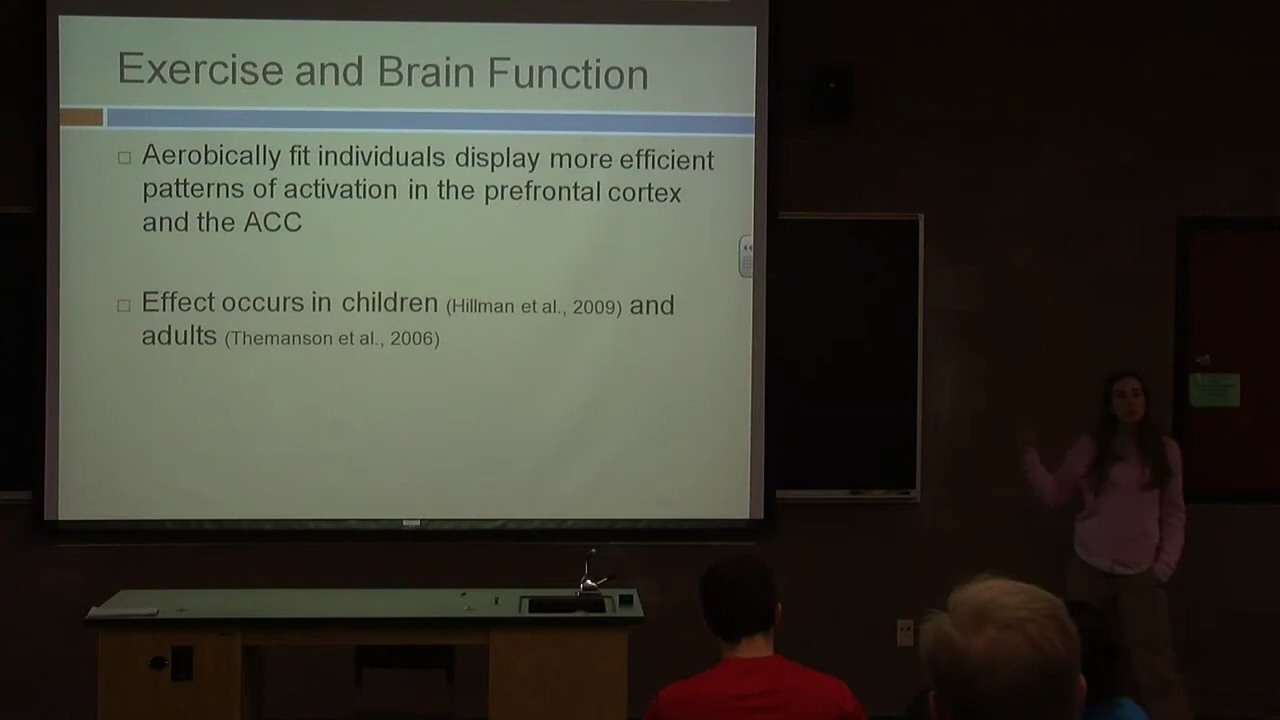 Exercise and Brain Function
Aerobically fit individuals display more efficient
patterns of activation in the prefrontal cortex
and the ACC
Effect occurs in children (Hillman et al., 2009) and
adults (Themanson et al., 2006)